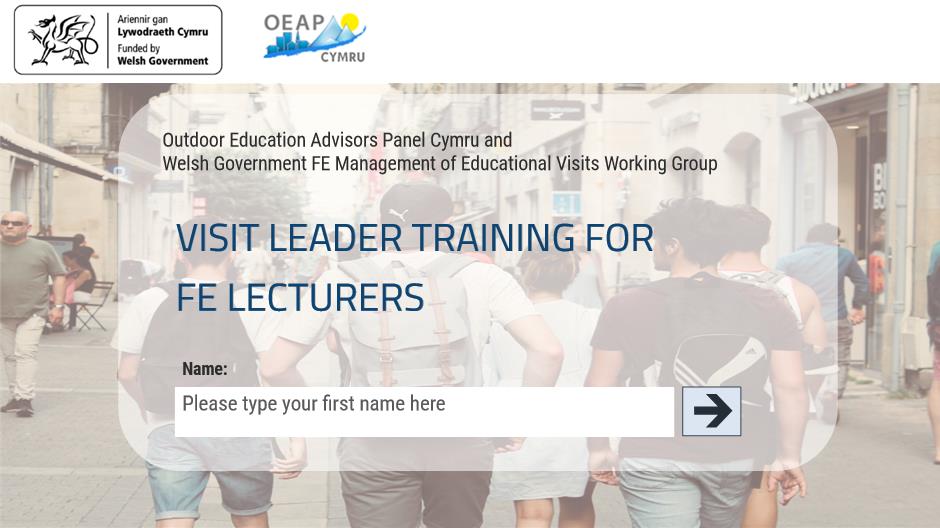 Ariennir gan
Lywodraeth Cymru
Funded by
Welsh Government
OEAP
CYMRU
Outdoor Education Advisors Panel Cymru and
Welsh Government FE Management of Educational Visits Working Group
VISIT LEADER TRAINING FOR
FE LECTURERS
Name:
Please type your first name here